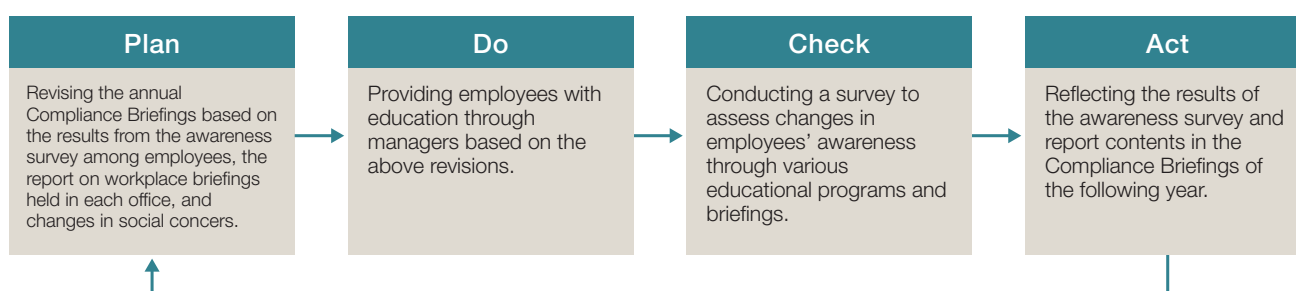 Plan
Revising the annual
Compliance Briefings based on
the results from the awareness
survey among employees, the
report on workplace briefings
held in each office, and
changes in social concers.
Do
Providing employees with
education through
managers based on the
above revisions.
Check
Conducting a survey to
assess changes in
employees’ awareness
through various
educational programs and
briefings.
Act
Reflecting the results of
the awareness survey and
report contents in the
Compliance Briefings of
the following year.